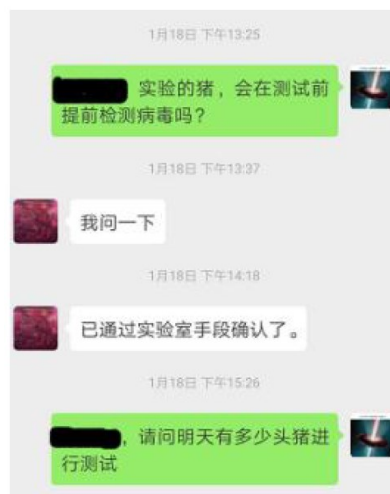 1月18日 下午13:25
实验的猪，会在测试前
提前检测病毒吗？
1月18日 下午13:37
我问一下
1月18日 下午14:18
已通过实验室手段确认了。
1月18日 下午15:26
，请问明天有多少头猪进
行测试